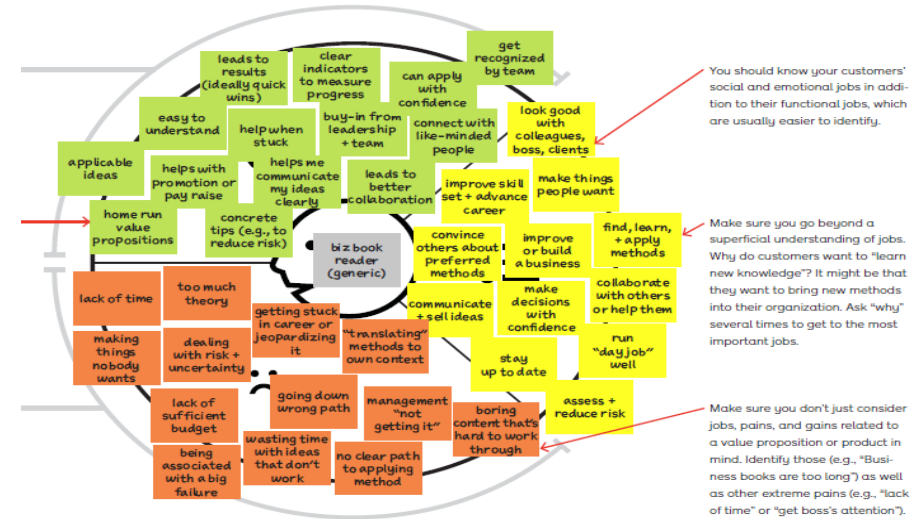 get
recognized
by team
leads to
results
(ideally quick
wins)
clear
indicators
to measure
progress
can apply
with
confidence
easy to
understand
help when
stuck
buy-in from
leadership
+ team
connect with
like-minded
people
look good
with
colleagues,
boss, clients
applicable
ideas
helps with
promotion or
pay raise
helps me
communicate
my ideas
clearly
leads to
better
collaboration
improve skill
set + advance
career
make things
people want
home run
value
propositions
concrete
tips (e.g., to
reduce risk)
biz book
reader
(generic)
convince
others about
preferred
methods
improve
or build
a business
find, learn,
+ apply
methods
lack of time
too much
theory
getting stuck
in career or
jeopardizing
it
communicate
+ sell ideas
make
decisions
with
confidence
collaborate
with others
or help them
making
things
nobody
wants
dealing
with risk +
uncertainty
"translating"
methods to
own context
stay
up to date
run
"day job"
well
lack of
sufficient
budget
going down
wrong path
management
"not
getting it"
boring
content that's
hard to work
through
assess +
reduce risk
being
associated
with a big
failure
wasting time
with ideas
that don't
work
no clear path
to applying
method
You should know your customers'
social and emotional jobs in addi-
tion to their functional jobs, which
are usually easier to identify.
Make sure you go beyond a
superficial understanding of jobs.
Why do customers want to "learn
new knowledge"? It might be that
they want to bring new methods
into their organization. Ask "why"
several times to get to the most
important jobs.
Make sure you don't just consider
jobs, pains, and gains related to
a value proposition or product in
mind. Identify those (e.g., "Busi-
ness books are too long") as well
as other extreme pains (e.g., "lack
of time" or "get boss's attention").